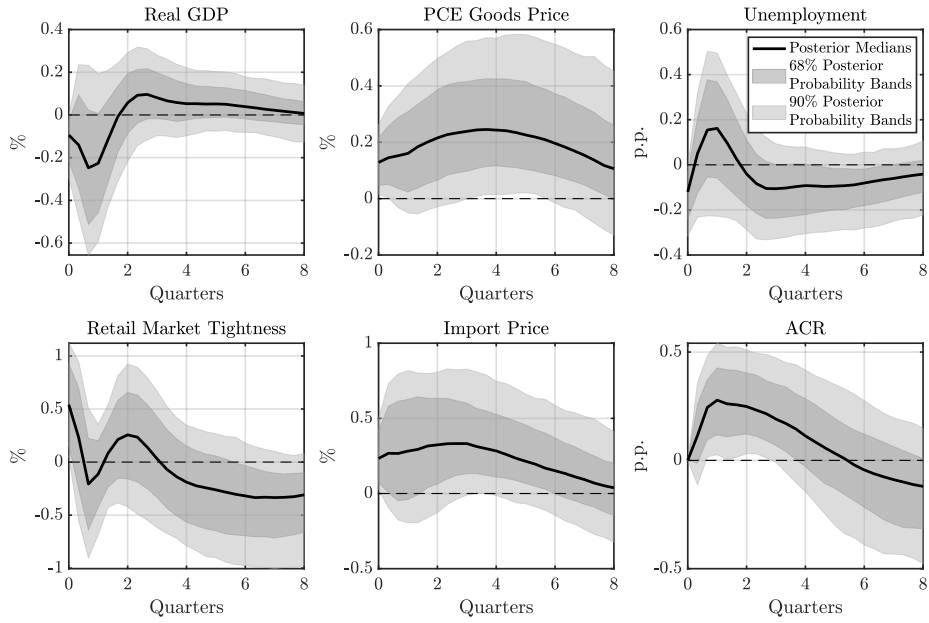 Real GDP
0.4
0.2
0
-0.2
-0.4
-0.6
%
0 2 4 6 8
Quarters
PCE Goods Price
0.6
0.4
0.2
0
-0.2
%
0 2 4 6 8
Quarters
Unemployment
0.6
0.4
0.2
0
-0.2
-0.4
p.p.
Posterior Medians
68% Posterior
Probability Bands
90% Posterior
Probability Bands
0 2 4 6 8
Quarters
Retail Market Tightness
1
0.5
0
-0.5
-1
%
0 2 4 6 8
Quarters
Import Price
1
0.5
0
-0.5
%
0 2 4 6 8
Quarters
ACR
0.5
0
-0.5
p.p.
0 2 4 6 8
Quarters